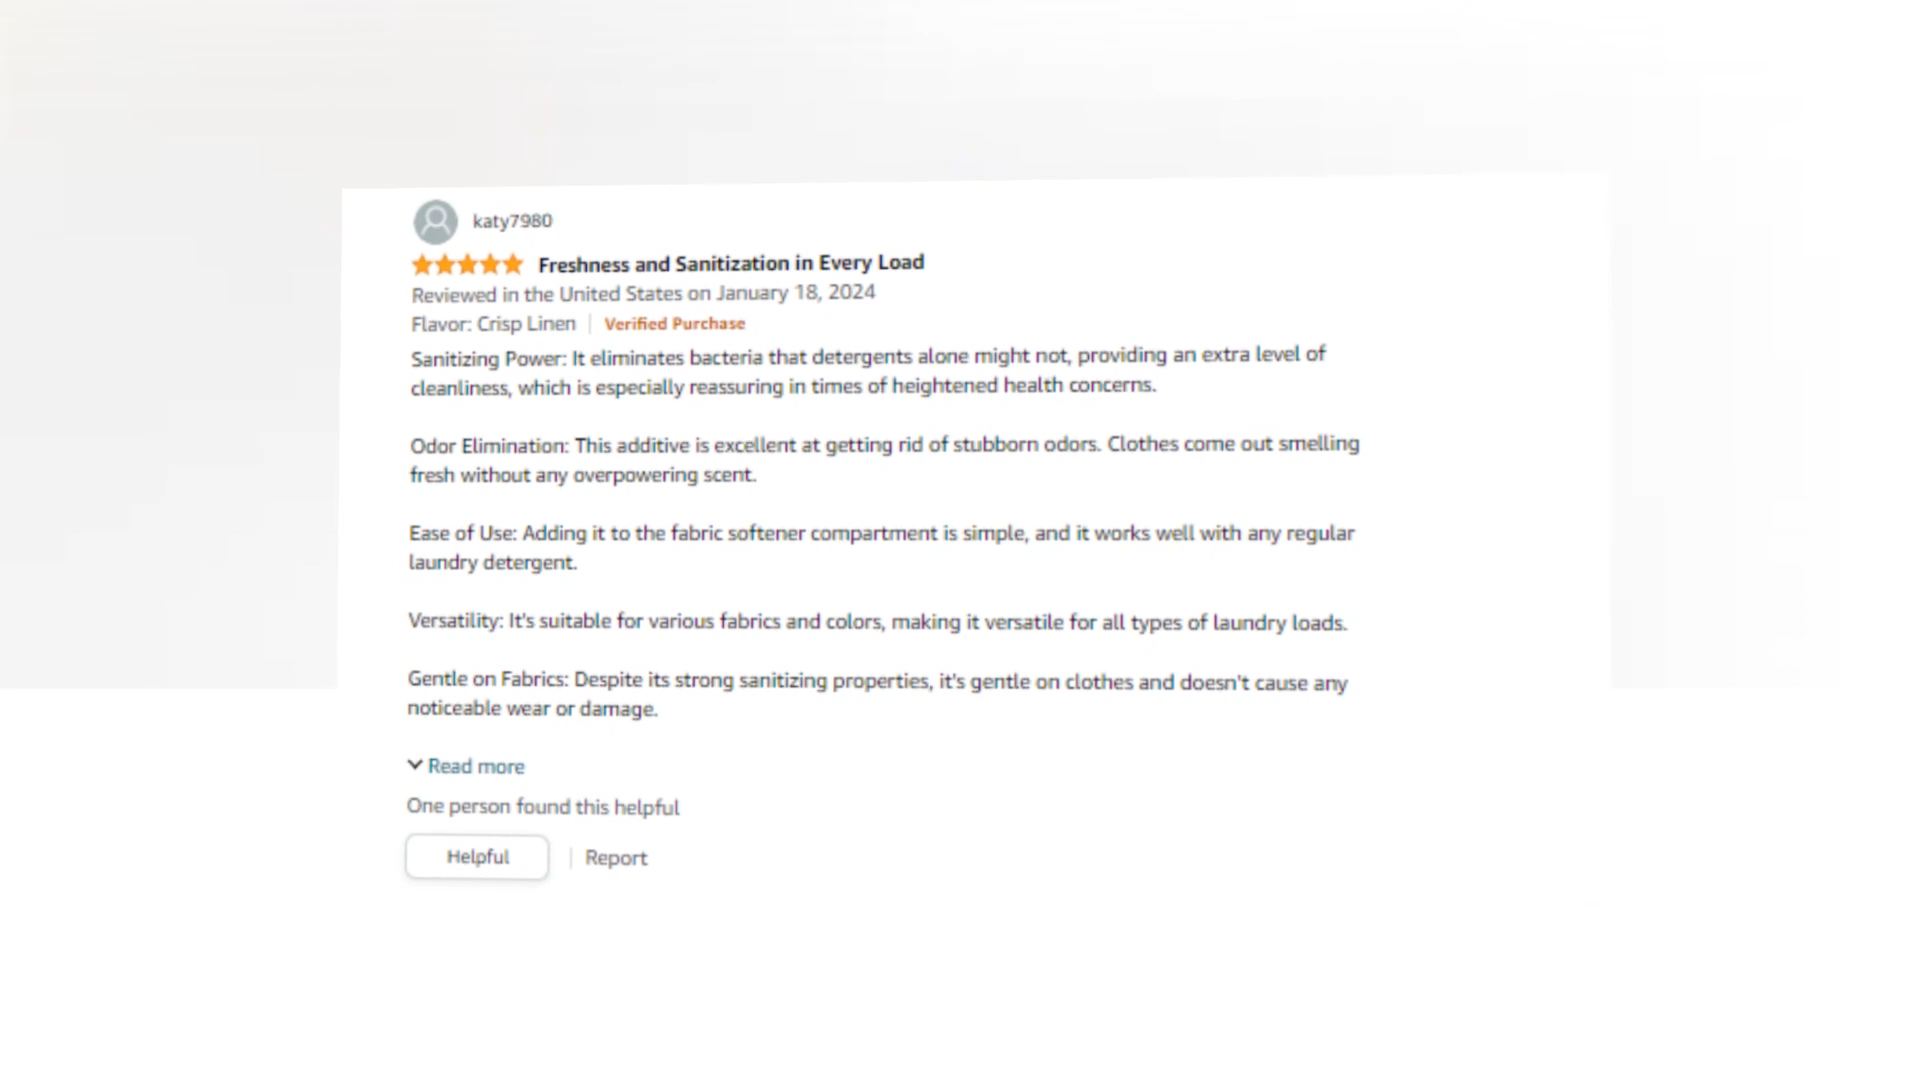 katy7980
Freshness and Sanitization in Every Load
Reviewed in the United States on January 18, 2024
Flavor: Crisp Linen | Verified Purchase
Sanitizing Power: It eliminates bacteria that detergents alone might not, providing an extra level of
cleanliness, which is especially reassuring in times of heightened health concerns.
Odor Elimination: This additive is excellent at getting rid of stubborn odors. Clothes come out smelling
fresh without any overpowering scent.
Ease of Use: Adding it to the fabric softener compartment is simple, and it works well with any regular
laundry detergent.
Versatility: It's suitable for various fabrics and colors, making it versatile for all types of laundry loads.
Gentle on Fabrics: Despite its strong sanitizing properties, it's gentle on clothes and doesn't cause any
noticeable wear or damage.
Read more
One person found this helpful
Helpful | Report